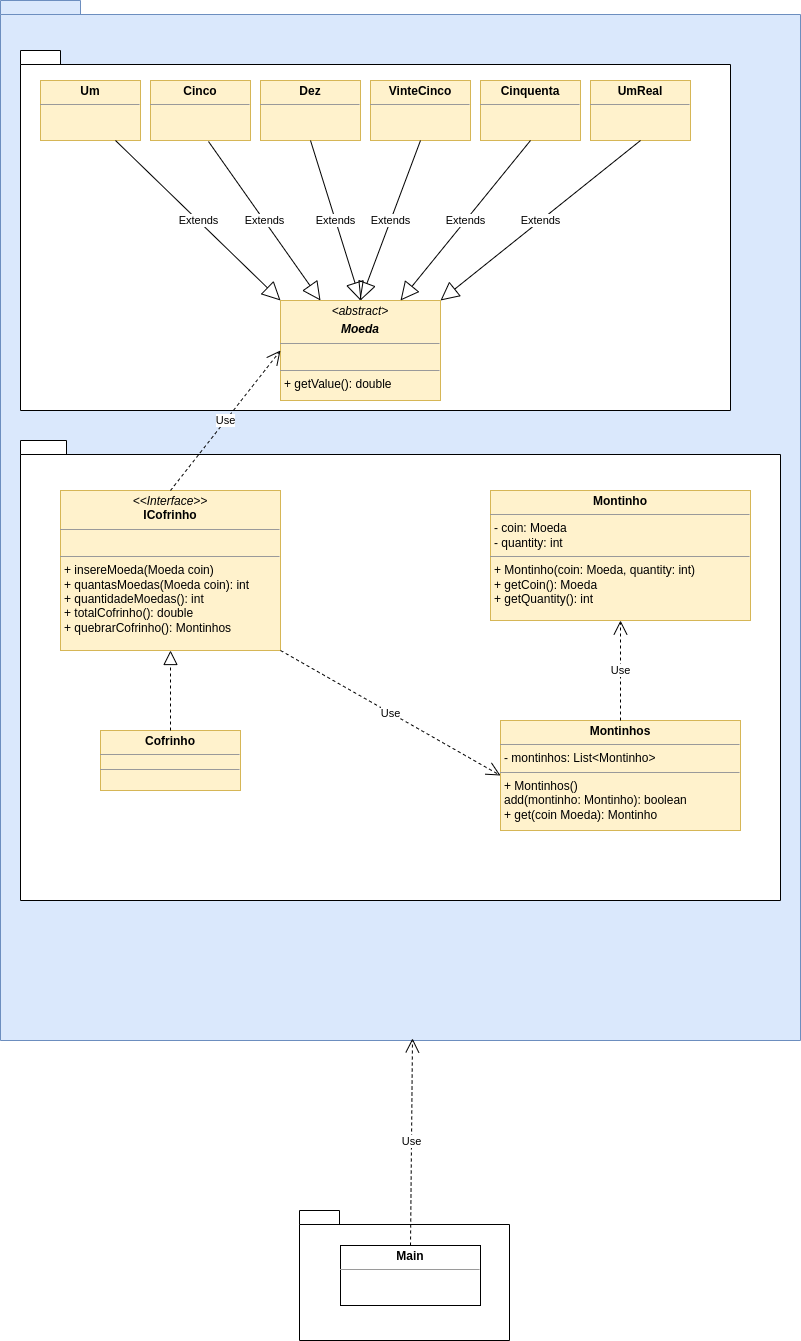 Um
Cinco
Dez
VinteCinco
Cinquenta
UmReal
Extends
Extends
Extends
Extends
Extends
Extends
<abstract>
Moeda
+ getValue(): double
Use
<<Interface>>
ICofrinho
+ insereMoeda(Moeda coin)
+ quantasMoedas(Moeda coin): int
+ quantidadeMoedas(): int
+ totalCofrinho(): double
+ quebrarCofrinho(): Montinhos
Montinho
- coin: Moeda
- quantity: int
+ Montinho(coin: Moeda, quantity: int)
+ getCoin(): Moeda
+ getQuantity(): int
Use
Use
Cofrinho
Montinhos
- montinhos: List<Montinho>
+ Montinhos()
add(montinho: Montinho): boolean
+ get(coin Moeda): Montinho
Use
Main